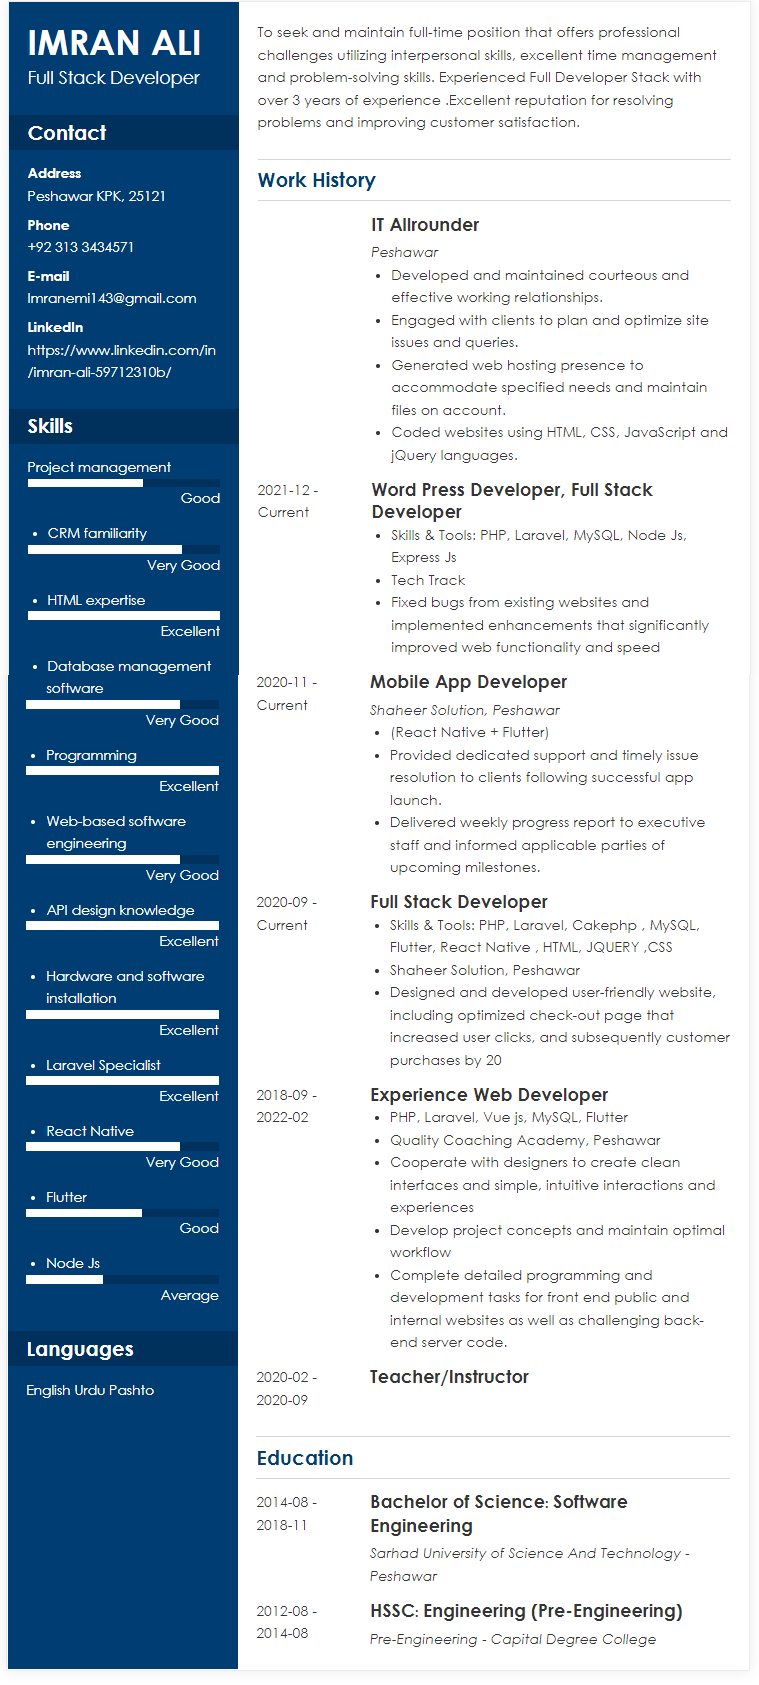 IMRAN ALI
Full Stack Developer
Contact
Address
Peshawar KPK, 25121
Phone
+92 313 3434571
E-mail
Imranemi143@gmail.com
LinkedIn
https://www.linkedin.com/in
/imran-ali-59712310b/
Skills
Project management
Good
• CRM familiarity
Very Good
• HTML expertise
Excellent
• Database management
software
Very Good
• Programming
Excellent
• Web-based software
engineering
Very Good
• API design knowledge
Excellent
• Hardware and software
installation
Excellent
• Laravel Specialist
Excellent
• React Native
Very Good
• Flutter
Good
• Node Js
Average
Languages
English Urdu Pashto
To seek and maintain full-time position that offers professional
challenges utilizing interpersonal skills, excellent time management
and problem-solving skills. Experienced Full Developer Stack with
over 3 years of experience .Excellent reputation for resolving
problems and improving customer satisfaction.
Work History
IT Allrounder
Peshawar
• Developed and maintained courteous and
effective working relationships.
• Engaged with clients to plan and optimize site
issues and queries.
• Generated web hosting presence to
accommodate specified needs and maintain
files on account.
• Coded websites using HTML, CSS, JavaScript and
jQuery languages.
2021-12 -
Current
Word Press Developer, Full Stack
Developer
• Skills & Tools: PHP, Laravel, MySQL, Node Js,
Express Js
• Tech Track
• Fixed bugs from existing websites and
implemented enhancements that significantly
improved web functionality and speed
2020-11 -
Current
Mobile App Developer
Shaheer Solution, Peshawar
• (React Native + Flutter)
• Provided dedicated support and timely issue
resolution to clients following successful app
launch.
• Delivered weekly progress report to executive
staff and informed applicable parties of
upcoming milestones.
2020-09 -
Current
Full Stack Developer
• Skills & Tools: PHP, Laravel, Cakephp , MySQL,
Flutter, React Native , HTML, JQUERY ,CSS
• Shaheer Solution, Peshawar
• Designed and developed user-friendly website,
including optimized check-out page that
increased user clicks, and subsequently customer
purchases by 20
2018-09 -
2022-02
Experience Web Developer
• PHP, Laravel, Vue js, MySQL, Flutter
• Quality Coaching Academy, Peshawar
• Cooperate with designers to create clean
interfaces and simple, intuitive interactions and
experiences
• Develop project concepts and maintain optimal
workflow
• Complete detailed programming and
development tasks for front end public and
internal websites as well as challenging back-
end server code.
2020-02 -
2020-09
Teacher/Instructor
Education
2014-08 -
2018-11
Bachelor of Science: Software
Engineering
Sarhad University of Science And Technology -
Peshawar
2012-08 -
2014-08
HSSC: Engineering (Pre-Engineering)
Pre-Engineering - Capital Degree College